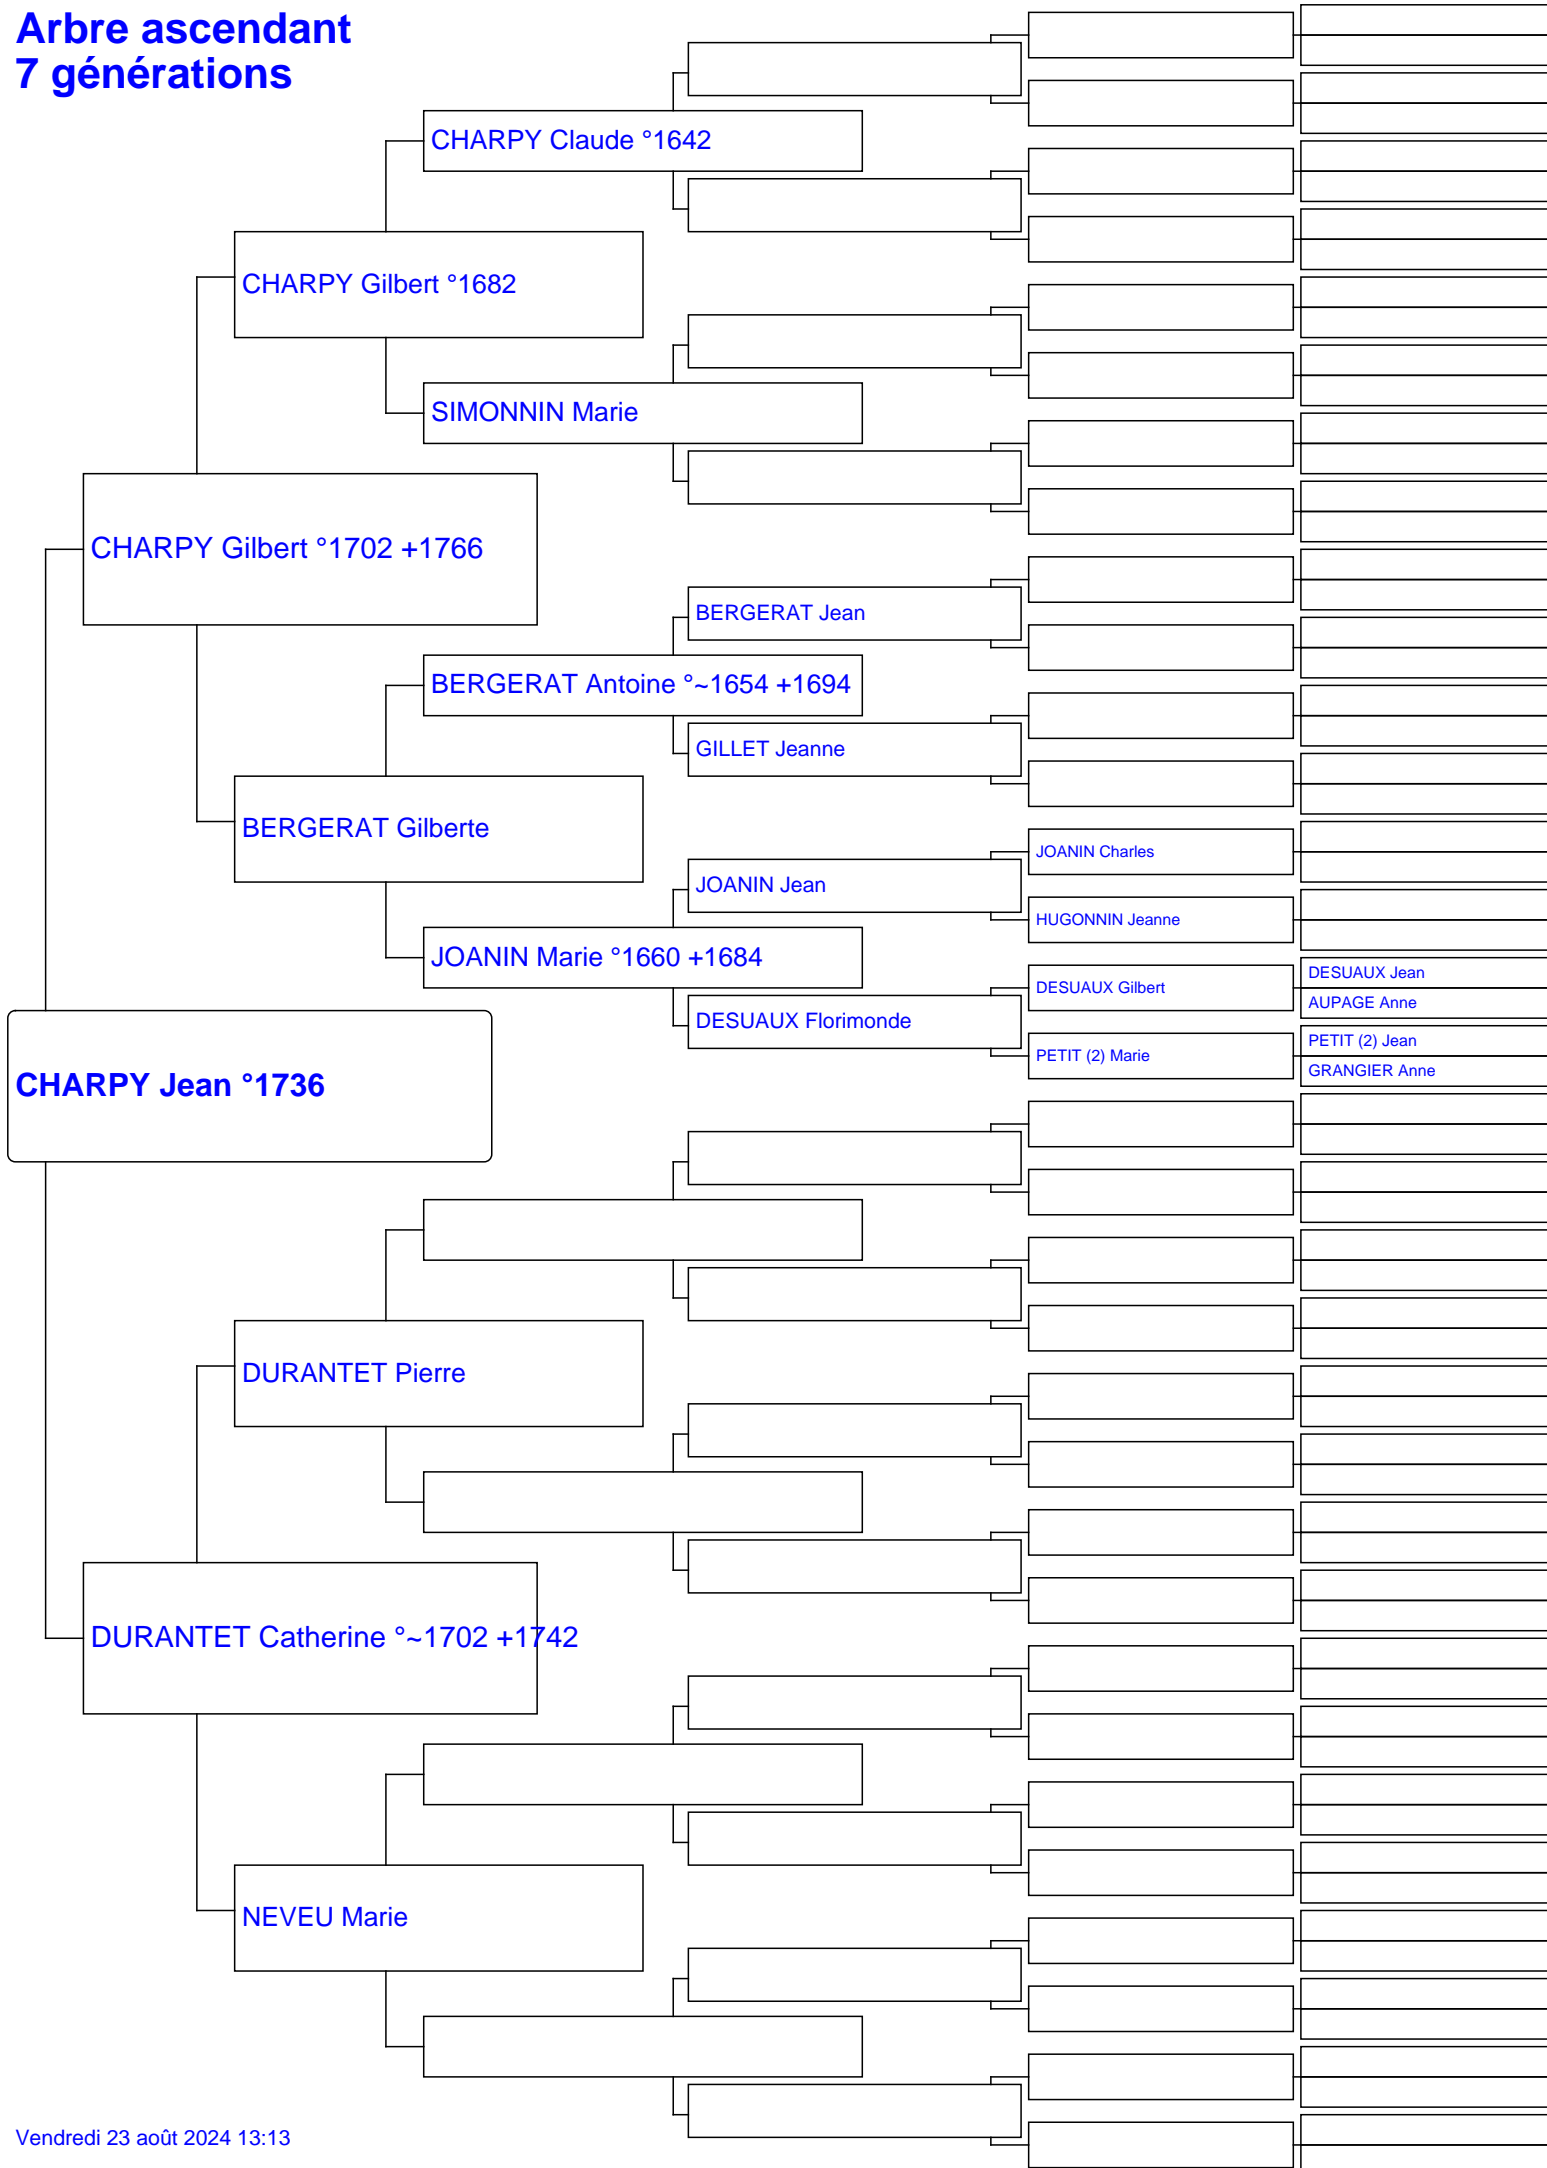 Arbre ascendant
7 générations
CHARPY Claude °1642
CHARPY Gilbert °1682
SIMONNIN Marie
CHARPY Gilbert °1702 +1766
BERGERAT Jean
BERGERAT Antoine °~1654 +1694
GILLET Jeanne
BERGERAT Gilberte
JOANIN Charles
JOANIN Jean
HUGONNIN Jeanne
JOANIN Marie °1660 +1684
DESUAUX Jean
DESUAUX Gilbert
AUPAGE Anne
DESUAUX Florimonde
PETIT (2) Jean
PETIT (2) Marie
GRANGIER Anne
CHARPY Jean °1736
DURANTET Pierre
DURANTET Catherine °~1702 +1742
NEVEU Marie
Vendredi 23 août 2024 13:13